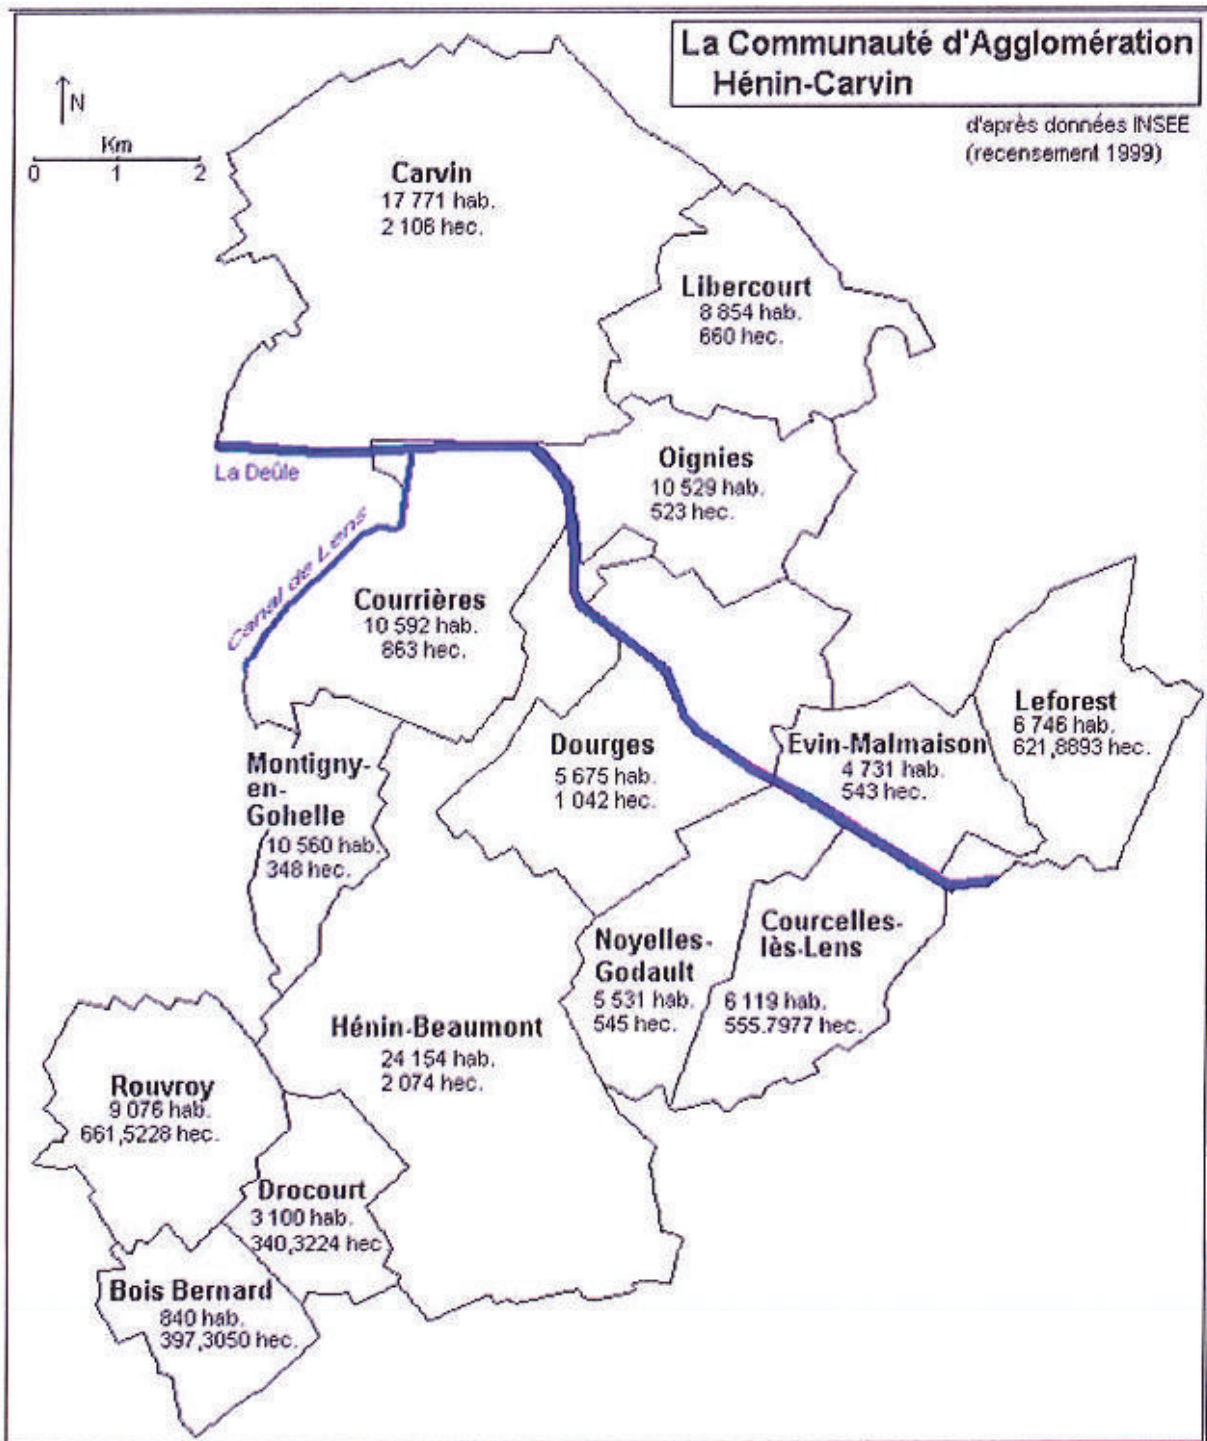 La Communauté d'Agglomération
Hénin-Carvin
d'après données INSEE
(recensement 1999)
N
Km
0 1 2
Carvin
17 771 hab.
2 106 hec.
Libercourt
8 854 hab.
660 hec.
La Deûle
Oignies
10 529 hab.
523 hec.
Canal de Lens
Courrières
10 592 hab.
863 hec.
Leforest
6 746 hab.
621,8893 hec.
Dourges
5 675 hab.
1 042 hec.
Evin-Malmaison
4 731 hab.
543 hec.
Montigny-
en-
Gohelle
10 560 hab.
348 hec.
Noyelles-
Godault
5 531 hab.
545 hec.
Courcelles-
lès-Lens
6 119 hab.
555.7977 hec.
Hénin-Beaumont
24 154 hab.
2 074 hec.
Rouvroy
9 076 hab.
661,5228 hec.
Drocourt
3 100 hab.
340,3224 hec
Bois Bernard
840 hab.
397,3050 hec.